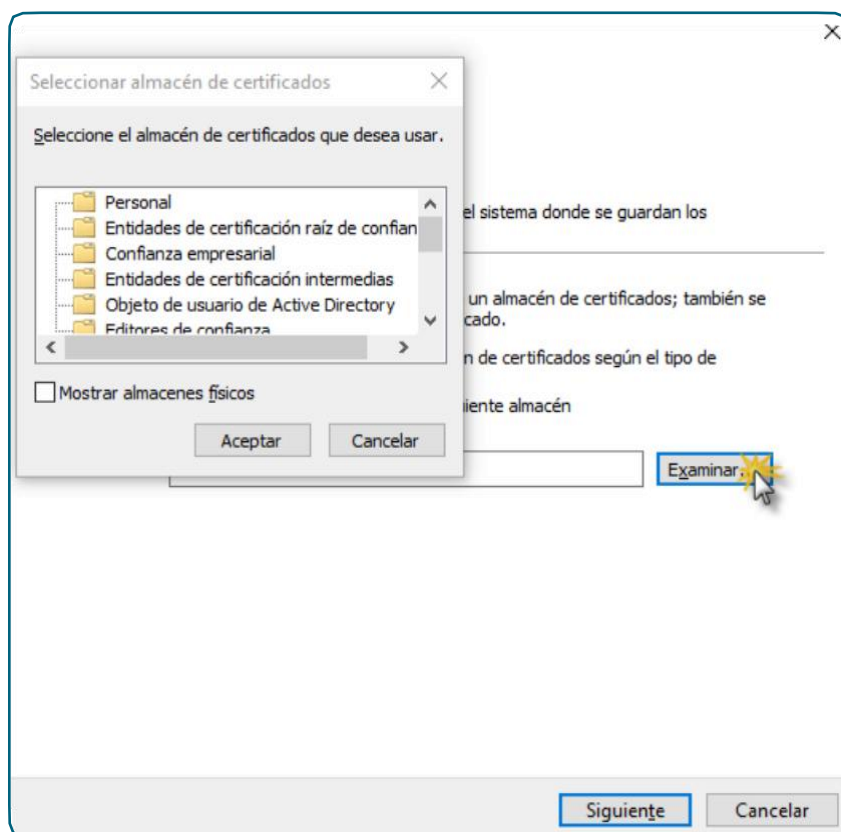 Seleccionar almacén de certificados
Seleccione el almacén de certificados que desea usar.
Personal
Entidades de certificación raíz de confian
Confianza empresarial
Entidades de certificación intermedias
Objeto de usuario de Active Directory
Editores de confianza
Mostrar almacenes físicos
Aceptar Cancelar
el sistema donde se guardan los
un almacén de certificados; también se
cado.
n de certificados según el tipo de
iente almacén
Examinar...
Siguiente Cancelar